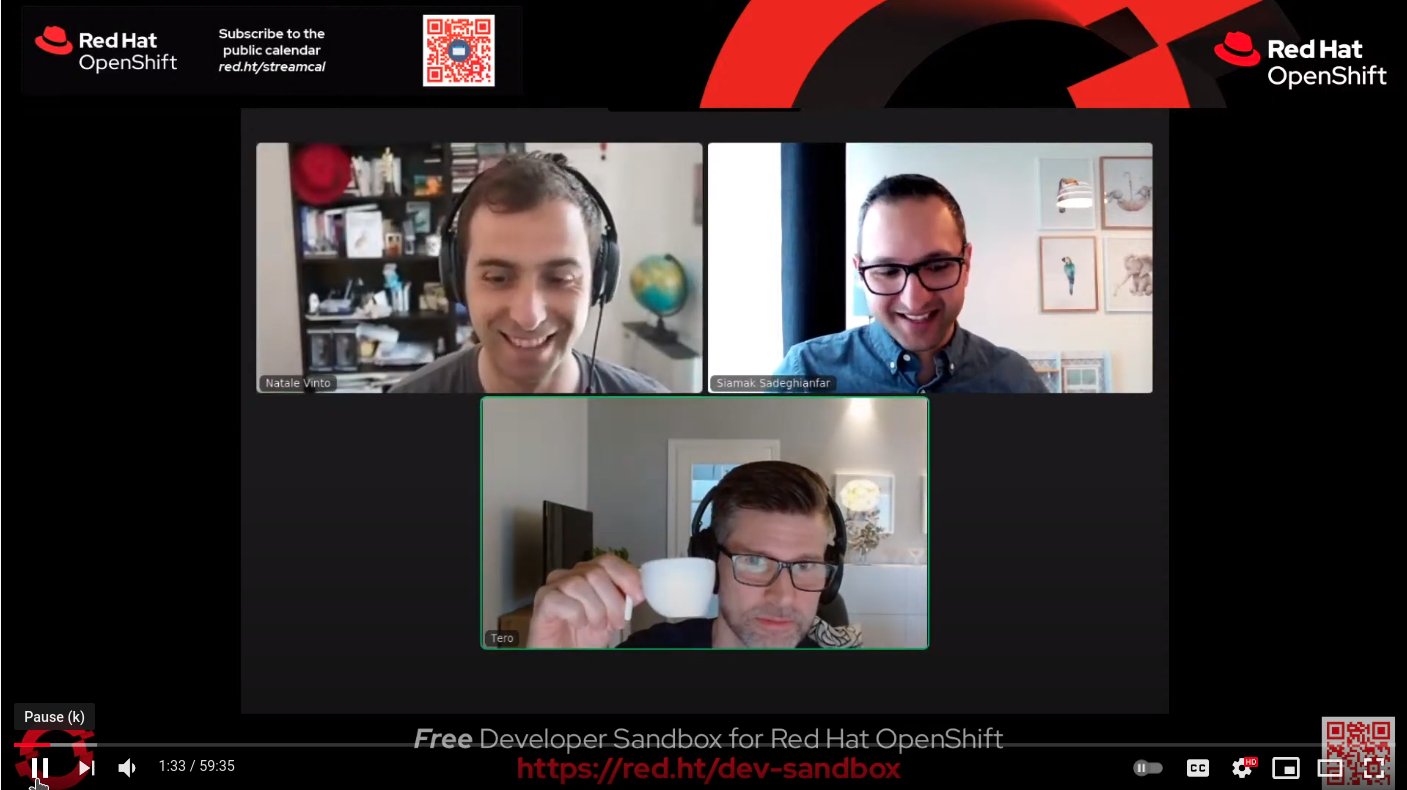 Red Hat
OpenShift
Subscribe to the
public calendar
red.ht/streamcal
Red Hat
OpenShift
Natale Vinto
Siamak Sadeghianfar
Tero
Pause (k)
Free Developer Sandbox for Red Hat OpenShift
https://red.ht/dev-sandbox
1:33 / 59:35
CC
HD